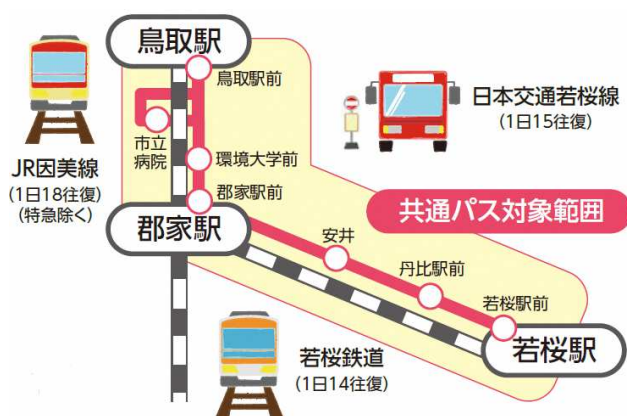 鳥取駅
鳥取駅前
日本交通若桜線
(1日15往復)
市立
病院
JR因美線
(1日18往復)
(特急除く)
環境大学前
郡家駅前
共通パス対象範囲
郡家駅
安井
丹比駅前
若桜駅前
若桜駅
若桜鉄道
(1日14往復)